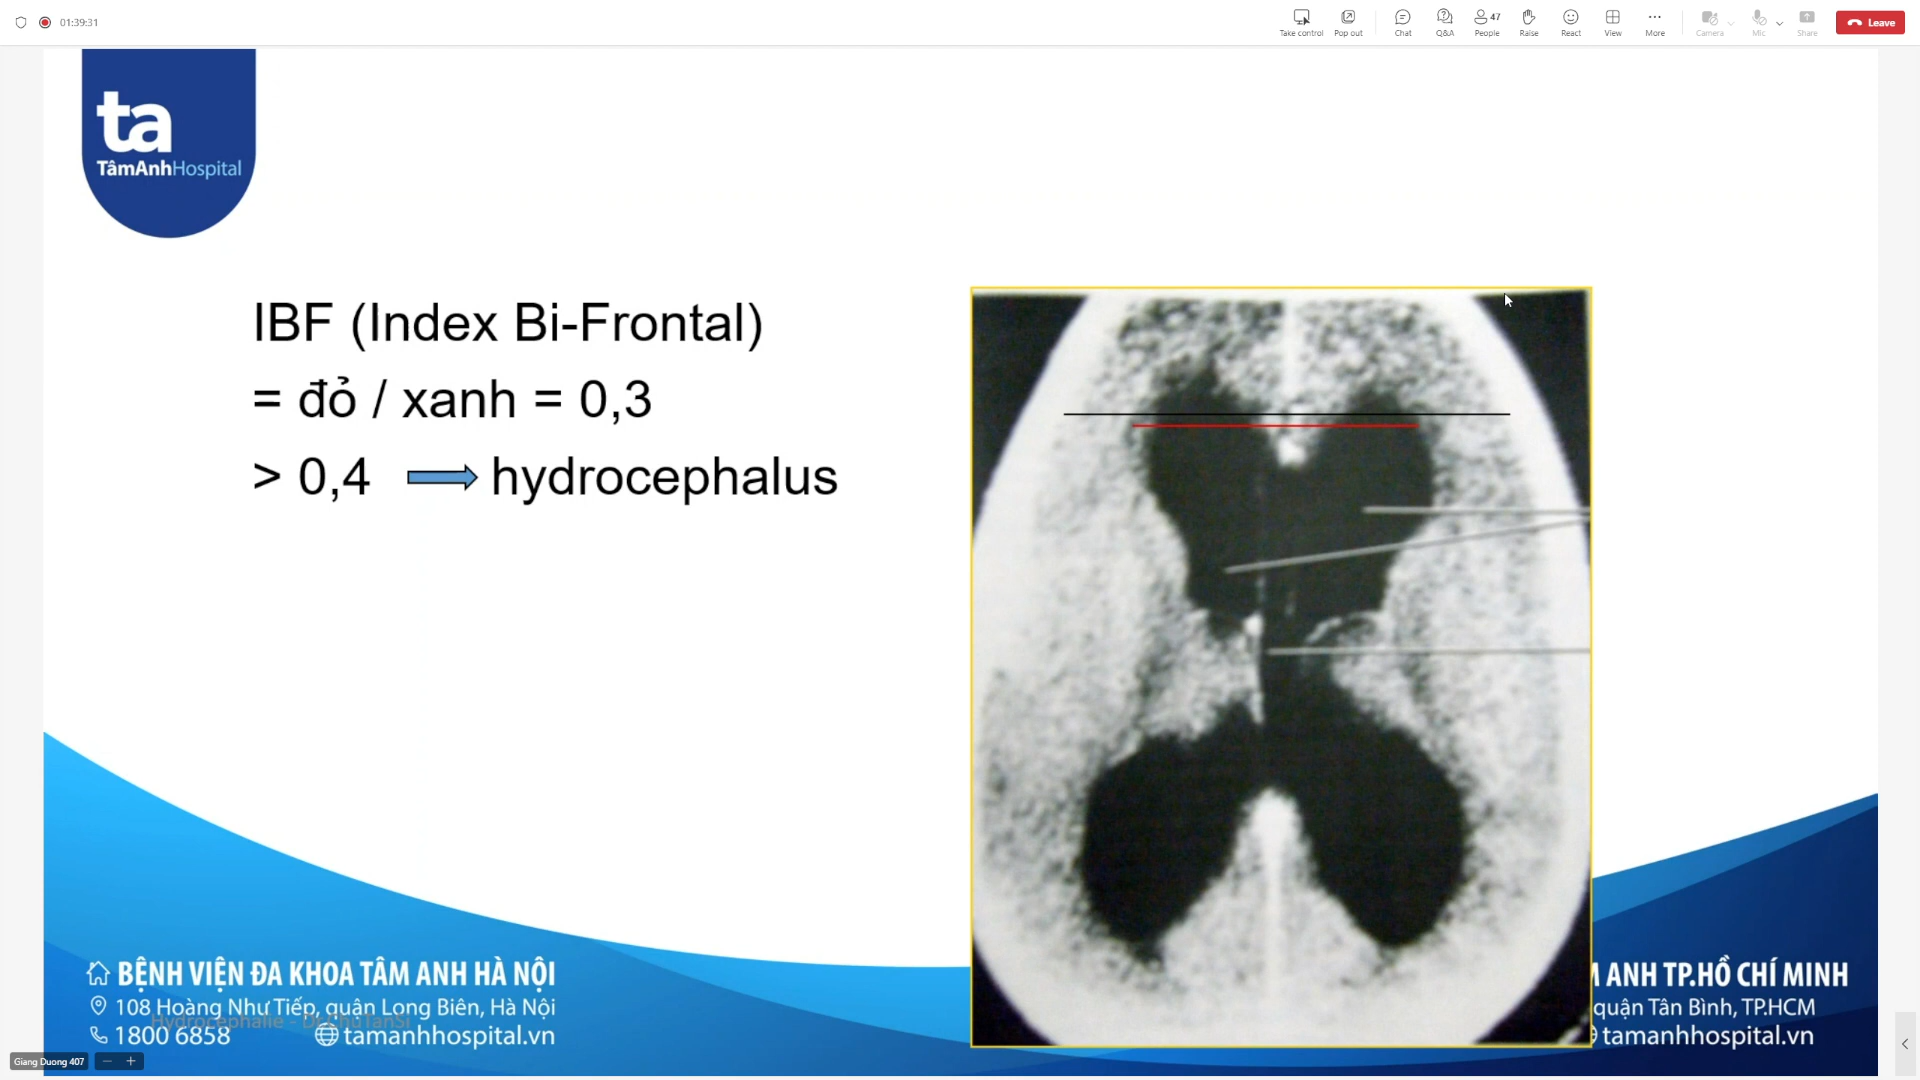 01:39:31
Take control
Pop out
Chat
Q&A
47
People
Raise
React
View
More
Camera
Mic
Share
Leave
ta
TâmAnhHospital
IBF (Index Bi-Frontal)
= đỏ / xanh = 0,3
> 0,4 hydrocephalus
BỆNH VIỆN ĐA KHOA TÂM ANH HÀ NỘI
108 Hoàng Như Tiếp, quận Long Biên, Hà Nội
Hydrocephalie - Dr ChuTanSi
1800 6858
tamanhhospital.vn
ANH TP.HỒ CHÍ MINH
quận Tân Bình, TP.HCM
tamanhhospital.vn
Giang Duong 407